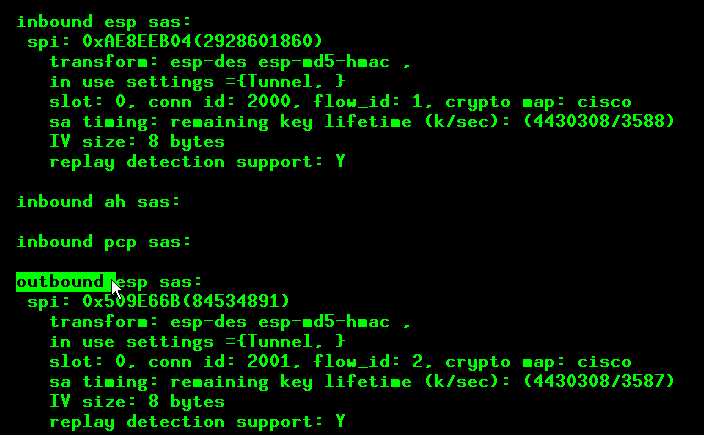 inbound esp sas:
spi: 0xAE8EEB04(2928601860)
transform: esp-des esp-md5-hmac ,
in use settings ={Tunnel, }
slot: 0, conn id: 2000, flow_id: 1, crypto map: cisco
sa timing: remaining key lifetime (k/sec): (4430308/3588)
IV size: 8 bytes
replay detection support: Y
inbound ah sas:
inbound pcp sas:
outbound esp sas:
spi: 0x509E66B(84534891)
transform: esp-des esp-md5-hmac ,
in use settings ={Tunnel, }
slot: 0, conn id: 2001, flow_id: 2, crypto map: cisco
sa timing: remaining key lifetime (k/sec): (4430308/3587)
IV size: 8 bytes
replay detection support: Y